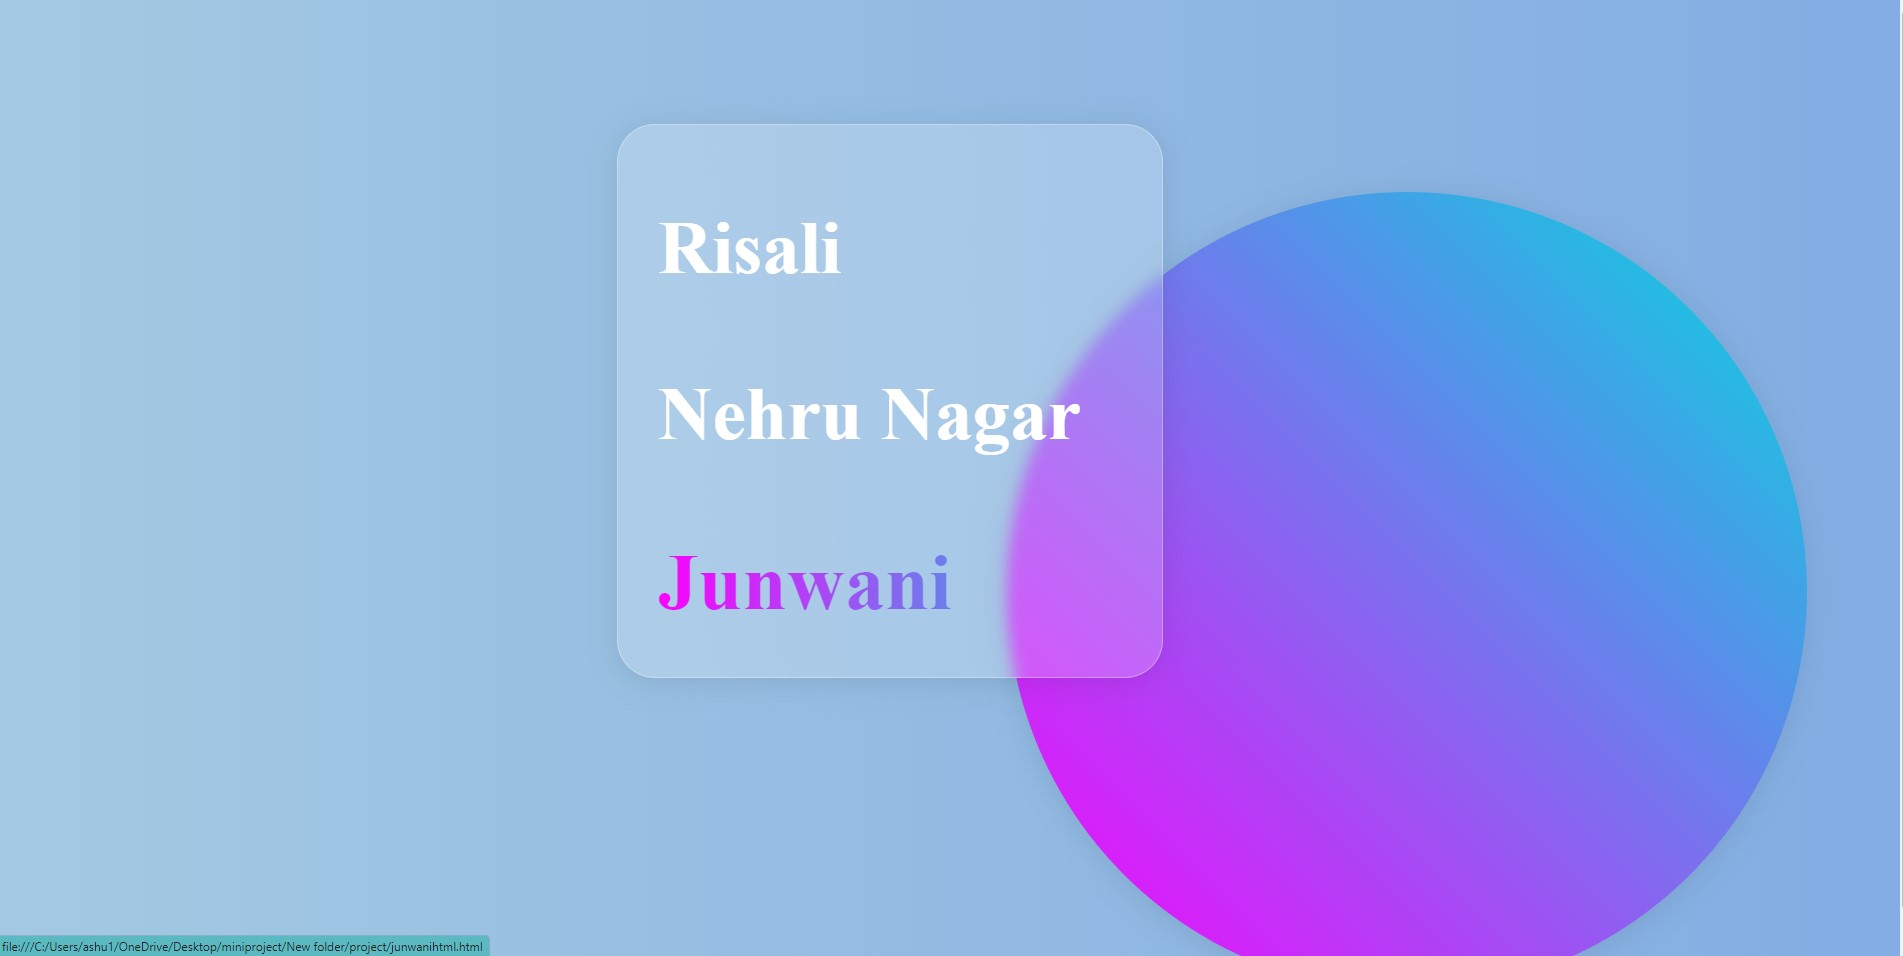 Risali
Nehru Nagar
Junwani
file:///C:/Users/ashu1/OneDrive/Desktop/miniproject/New folder/project/junwanihtml.html